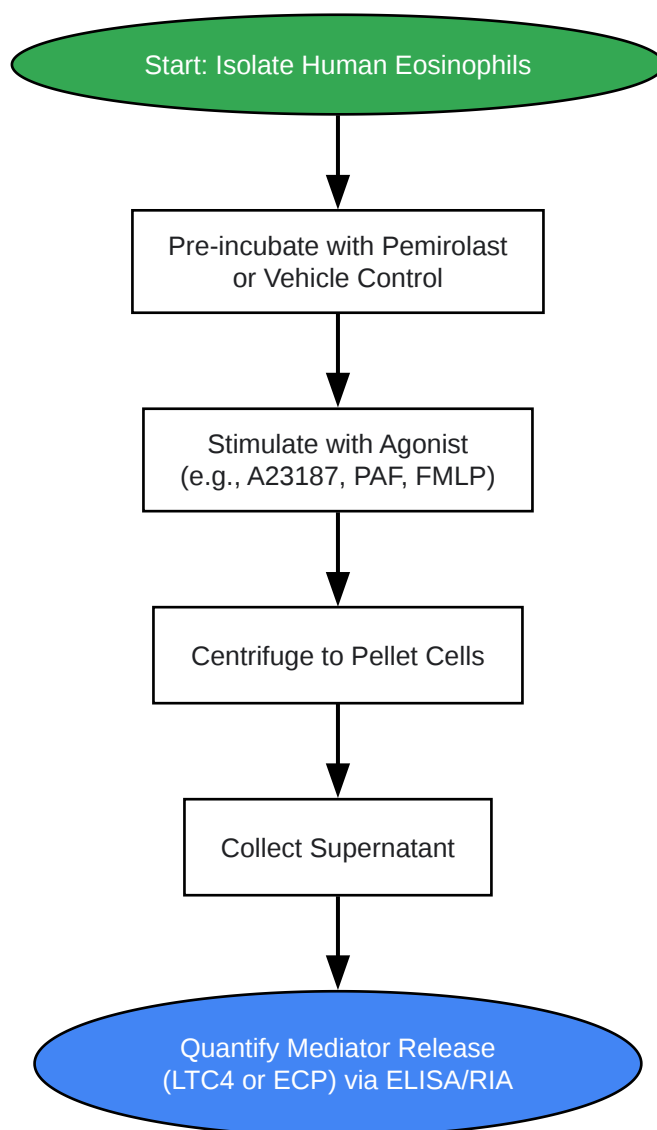 Start: Isolate Human Eosinophils
Pre-incubate with Pemirolast
or Vehicle Control
Stimulate with Agonist
(e.g., A23187, PAF, FMLP)
Centrifuge to Pellet Cells
Collect Supernatant
Quantify Mediator Release
(LTC4 or ECP) via ELISA/RIA